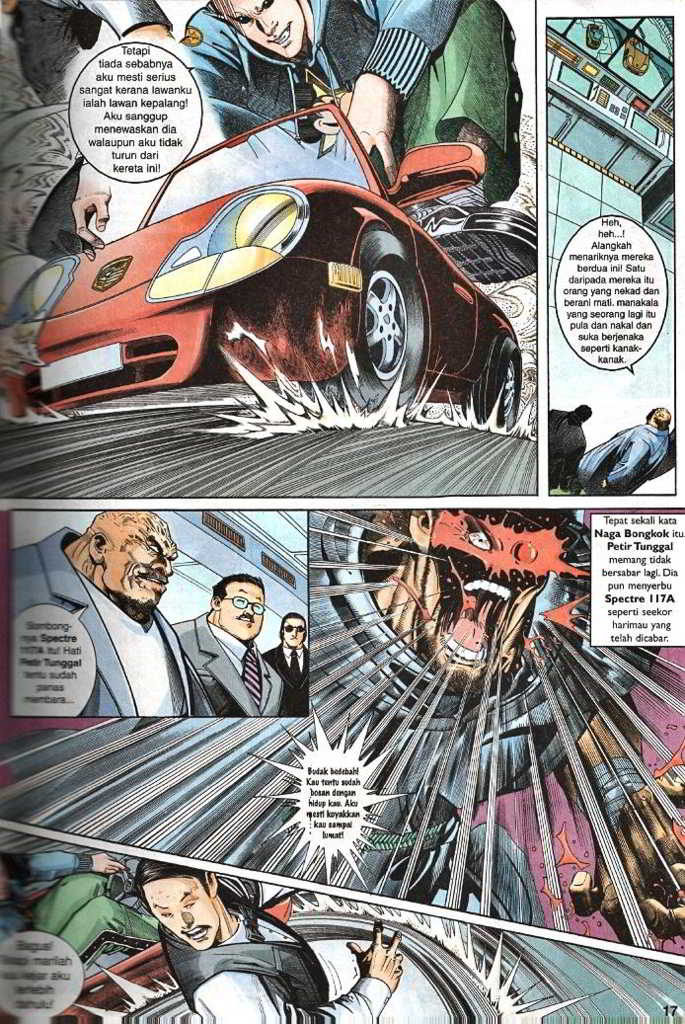 Tetapi
tiada sebabnya
aku mesti serius
sangat kerana lawanku
ialah lawan kepalang!
Aku sanggup
menewaskan dia
walaupun aku tidak
turun dari
kereta ini!
Heh,
heh...!
Alangkah
menariknya mereka
berdua ini! Satu
daripada mereka itu
orang yang nekad dan
berani mati. manakala
yang seorang lagi itu
pula dan nakal dan
suka berjenaka
seperti kanak-
kanak.
Sombong-
nya Spectre
117A itu! Hati
Petir Tunggal
tentu sudah
panas
membara...
Tepat sekali kata
Naga Bongkok itu.
Petir Tunggal
memang tidak
bersabar lagi. Dia
pun menyerbu
Spectre 117A
seperti seekor
harimau yang
telah dicabar.
Budak bedebah!
Kau tentu sudah
bosan dengan
hidup kau. Aku
mesti koyakkan
kau sampai
lumat!
Bagus!
marilah
kejar aku
terlebih
dahulu!
17